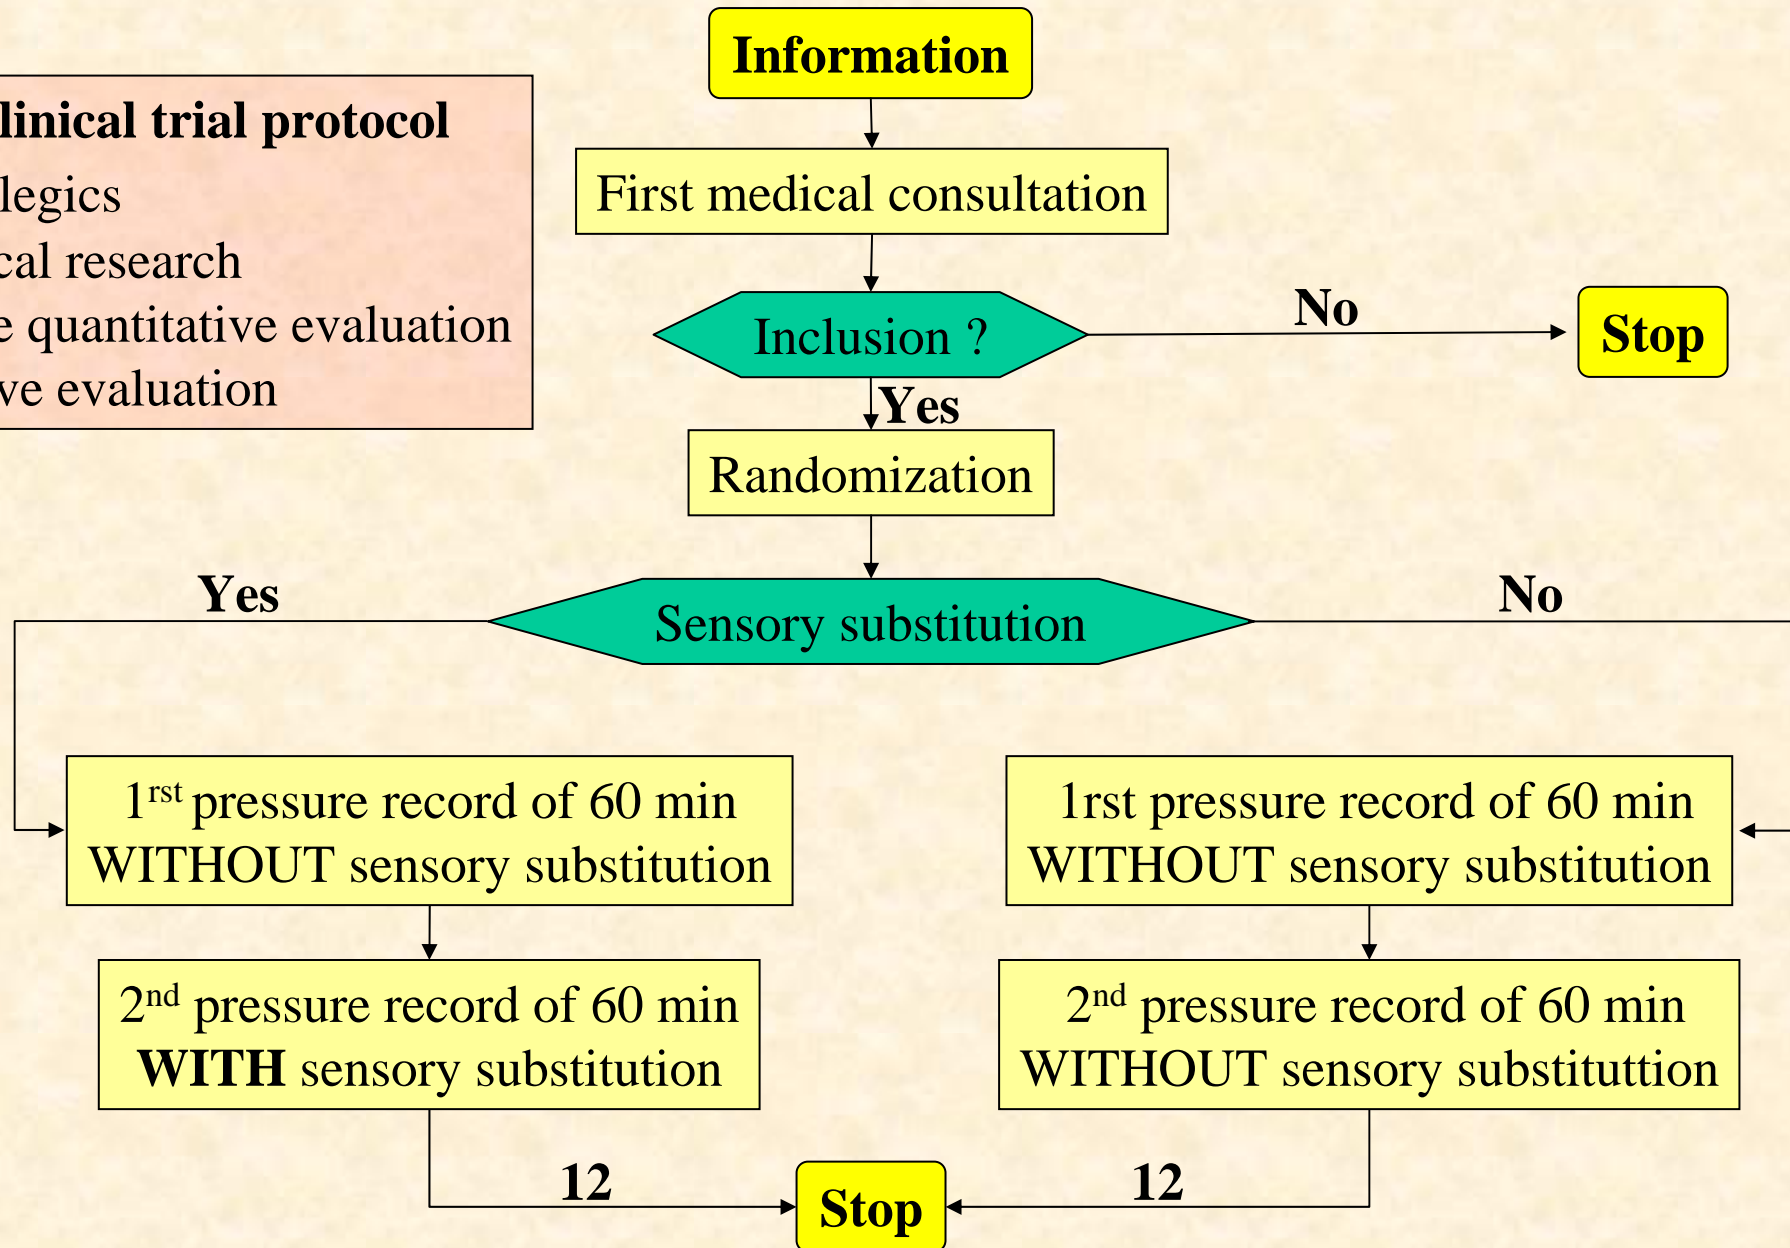 Information
linical trial protocol
legics
cal research
e quantitative evaluation
ve evaluation
First medical consultation
Inclusion ?
No
Stop
Yes
Randomization
Yes
Sensory substitution
No
1rst pressure record of 60 min
WITHOUT sensory substitution
1rst pressure record of 60 min
WITHOUT sensory substitution
2nd pressure record of 60 min
WITH sensory substitution
2nd pressure record of 60 min
WITHOUT sensory substituttion
12
Stop
12